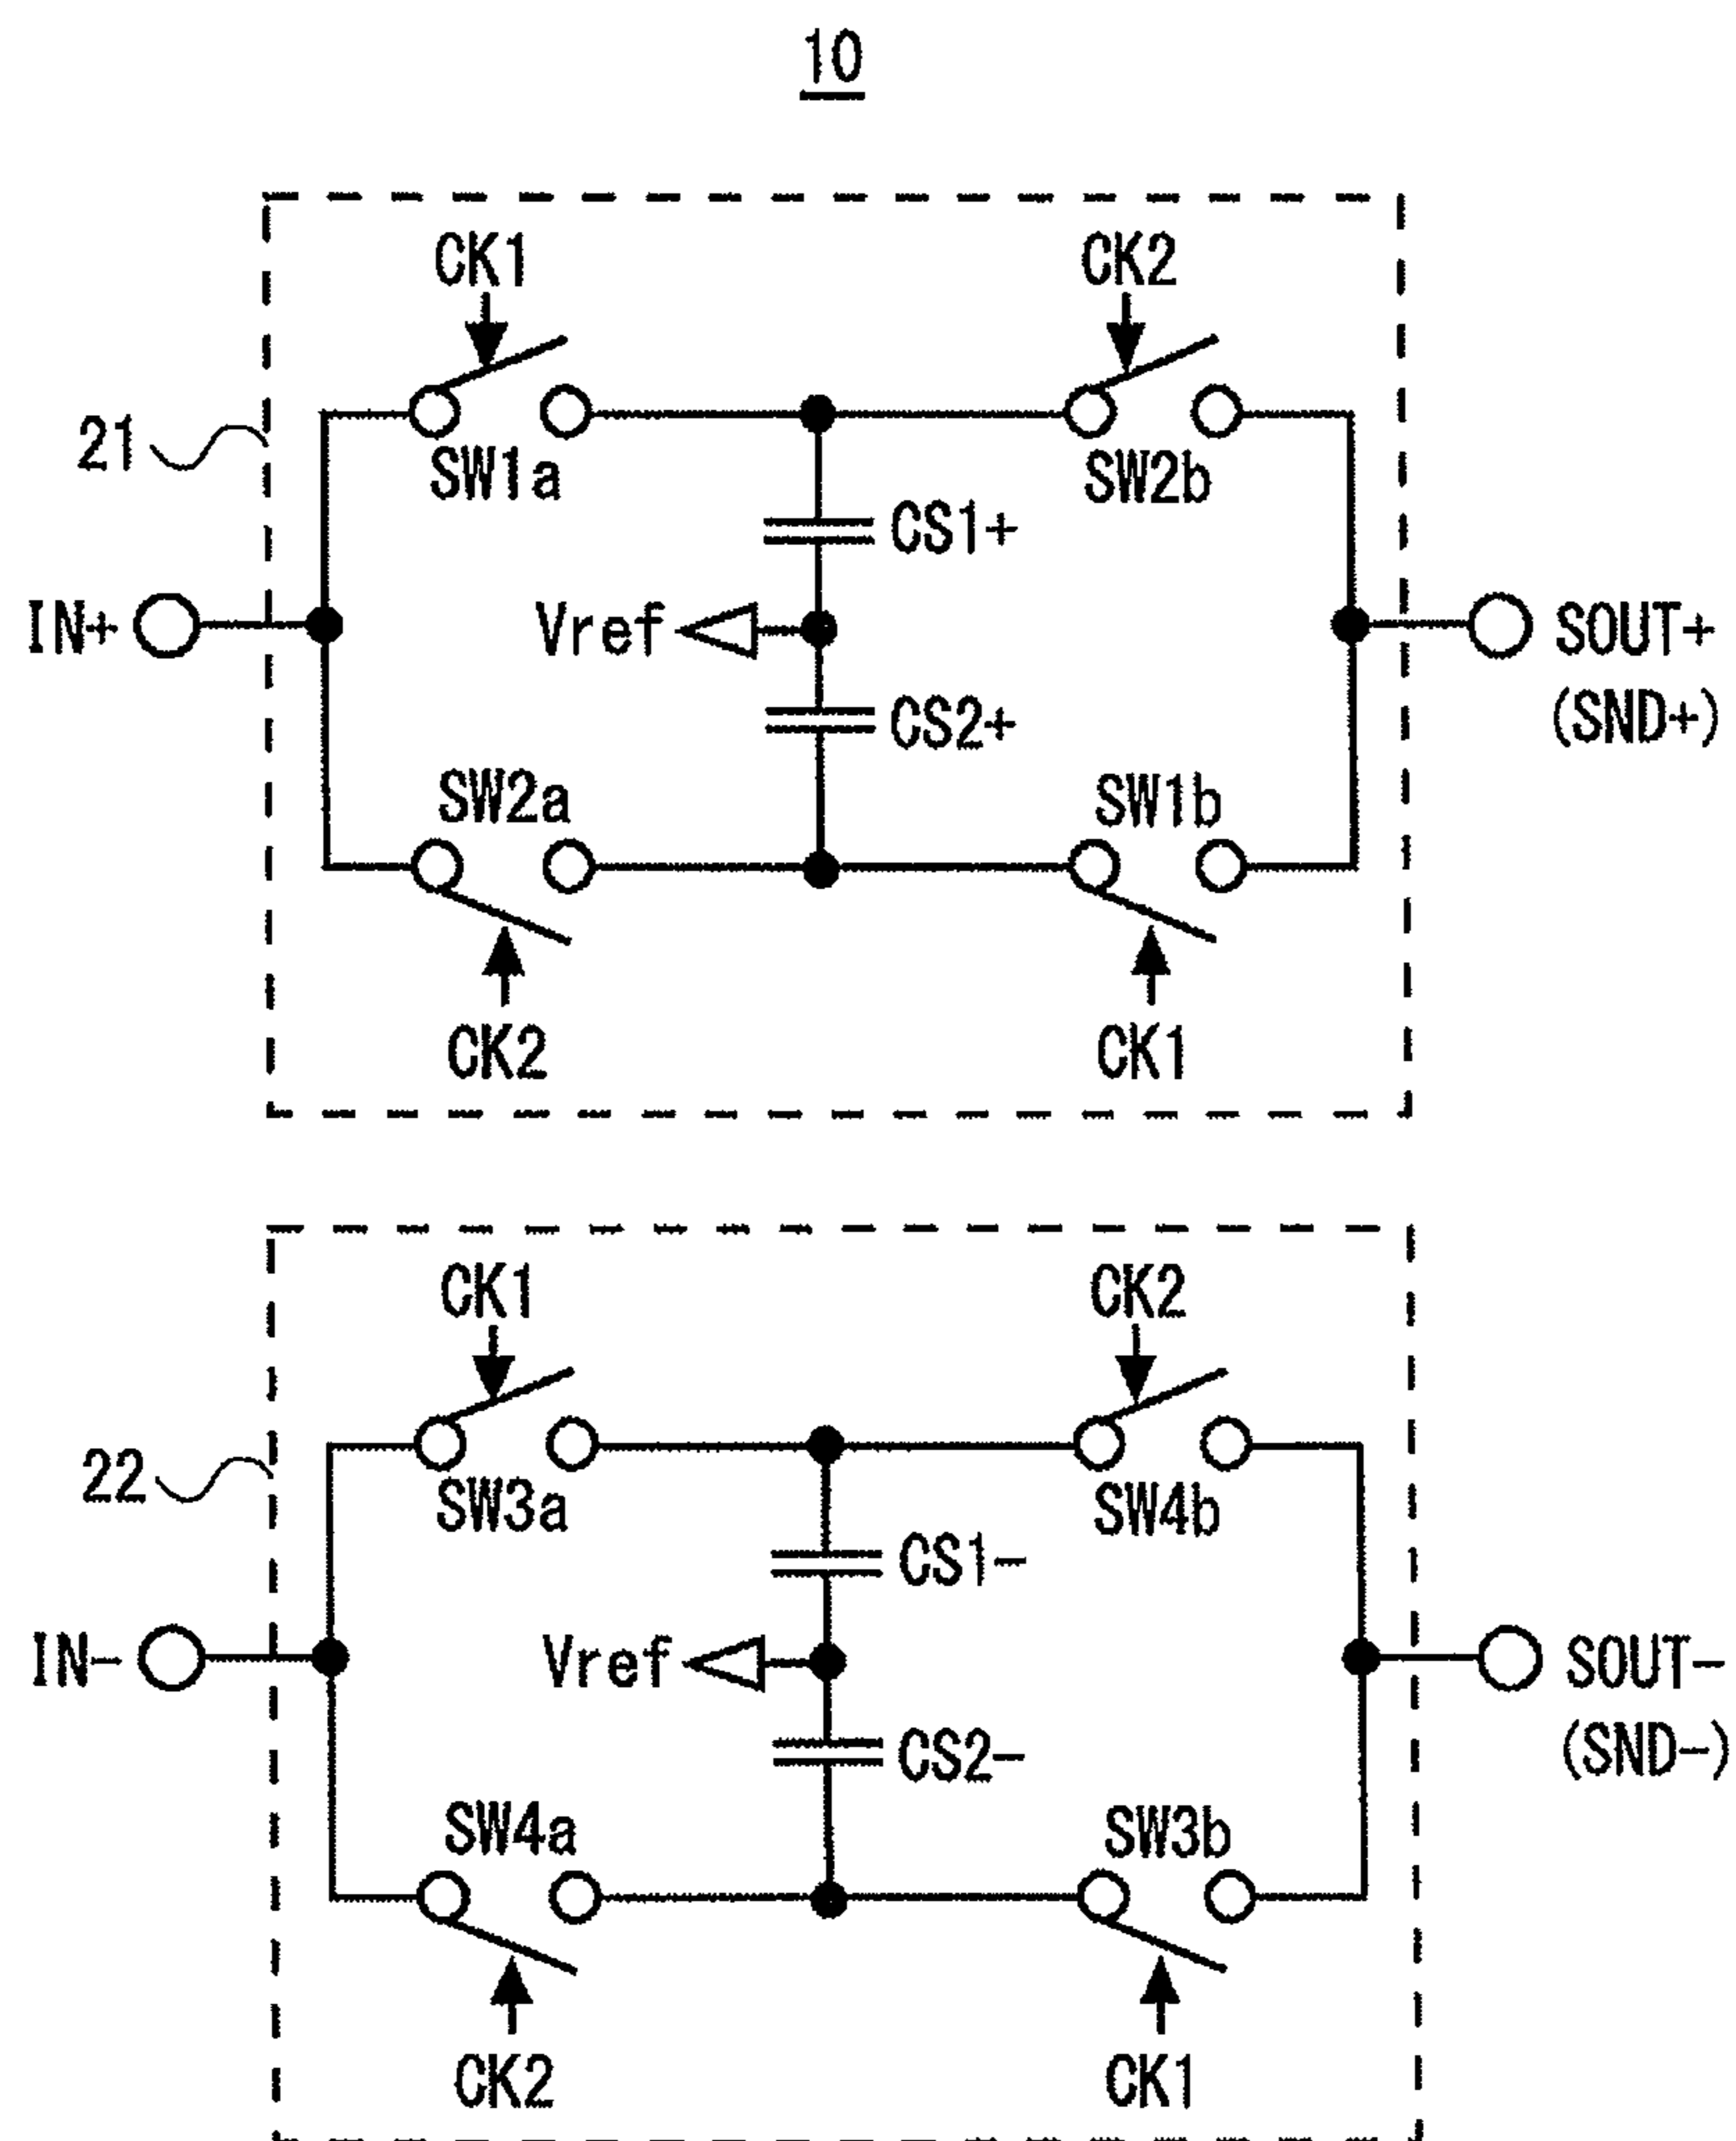 10
CK1
CK2
21
SW1a
SW2b
CS1+
IN+
Vref
SOUT+
(SND+)
CS2+
SW2a
SW1b
CK2
CK1
CK1
CK2
22
SW3a
SW4b
CS1-
IN-
Vref
SOUT-
(SND-)
CS2-
SW4a
SW3b
CK2
CK1